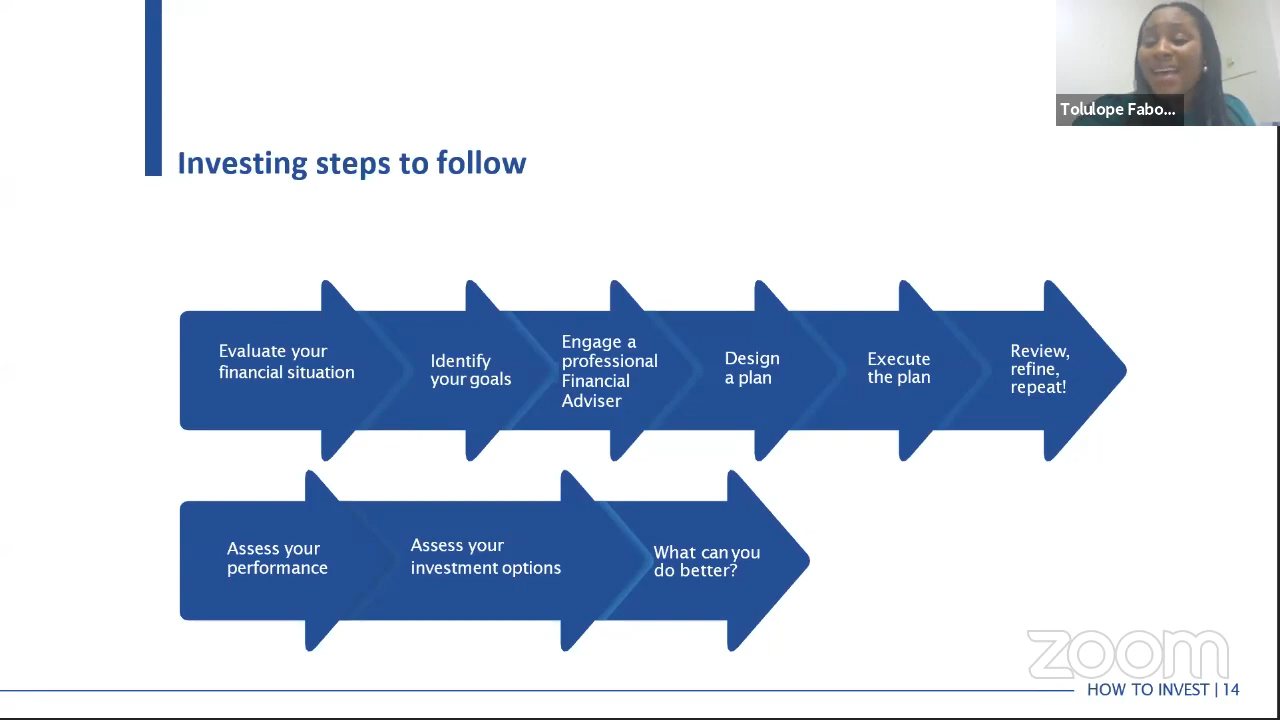 Tolulope Fabo...
Investing steps to follow
Evaluate your
financial situation
Identify
your goals
Engage a
professional
Financial
Adviser
Design
a plan
Execute
the plan
Review,
refine,
repeat!
Assess your
performance
Assess your
investment options
What can you
do better?
zoom
HOW TO INVEST | 14